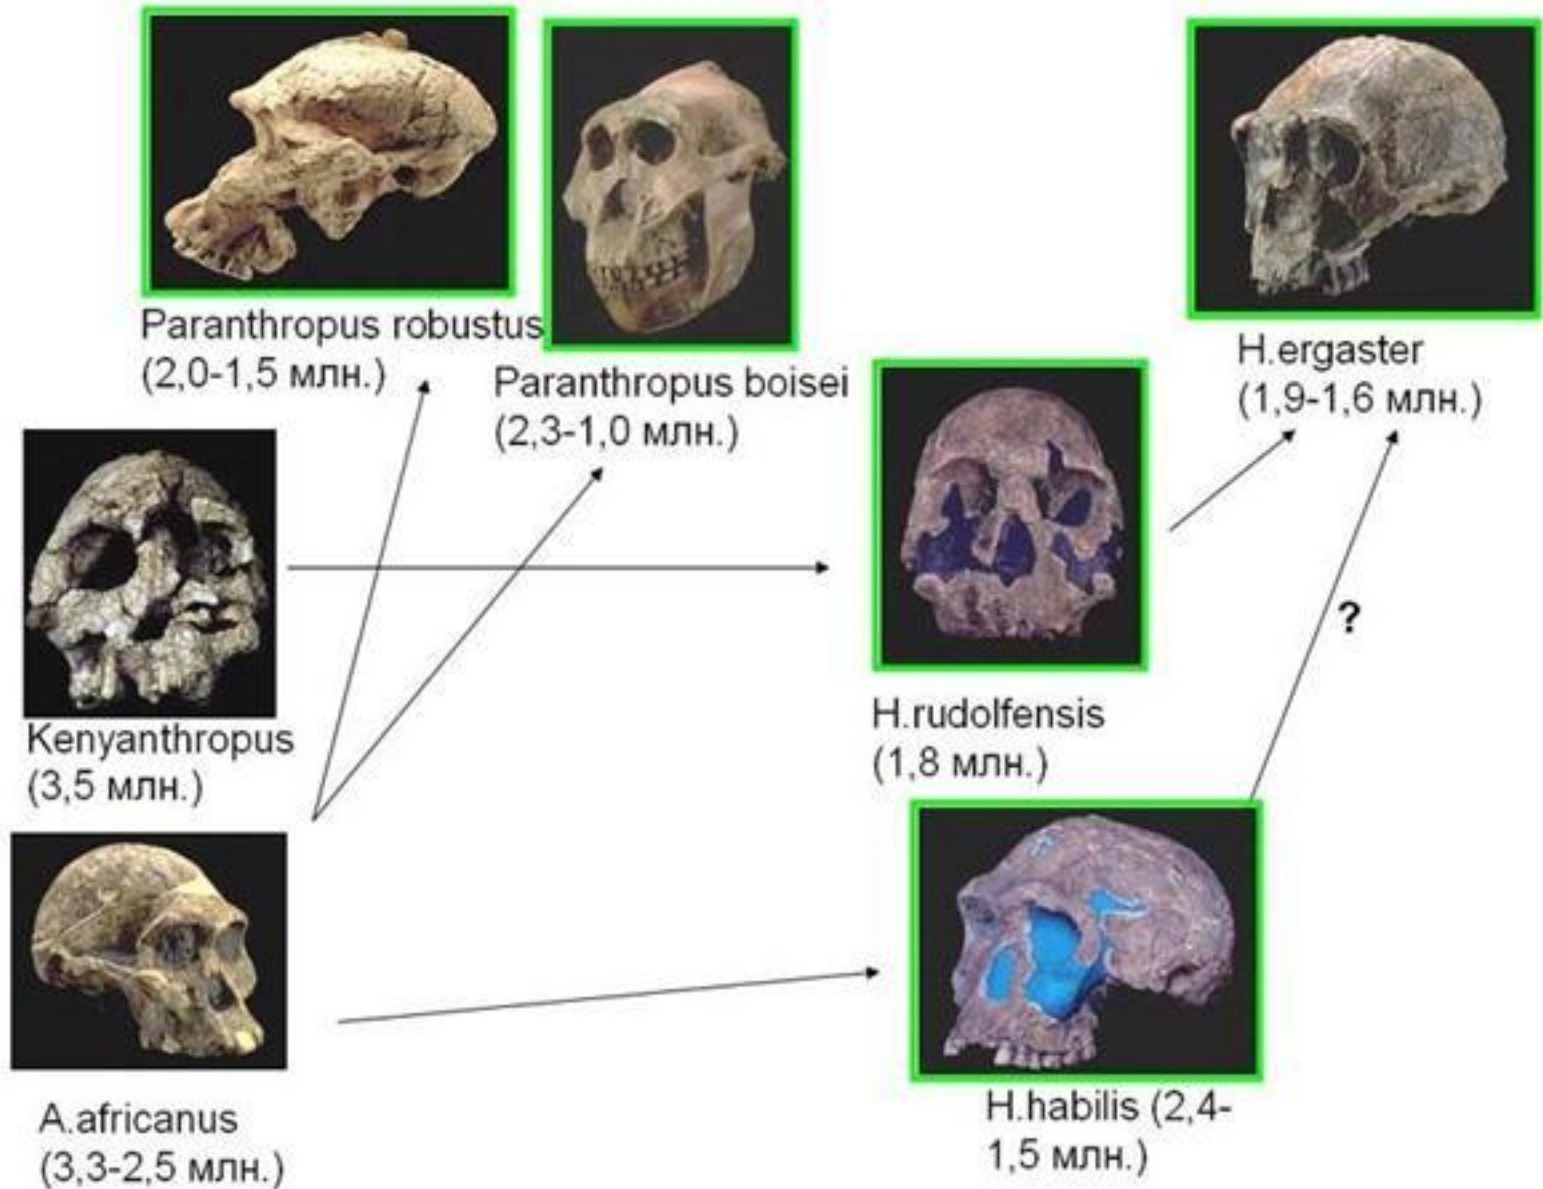 Paranthropus robustus
(2,0-1,5 млн.)
Paranthropus boisei
(2,3-1,0 млн.)
H.ergaster
(1,9-1,6 млн.)
Kenyanthropus
(3,5 млн.)
H.rudolfensis
(1,8 млн.)
?
A.africanus
(3,3-2,5 млн.)
H.habilis (2,4-
1,5 млн.)